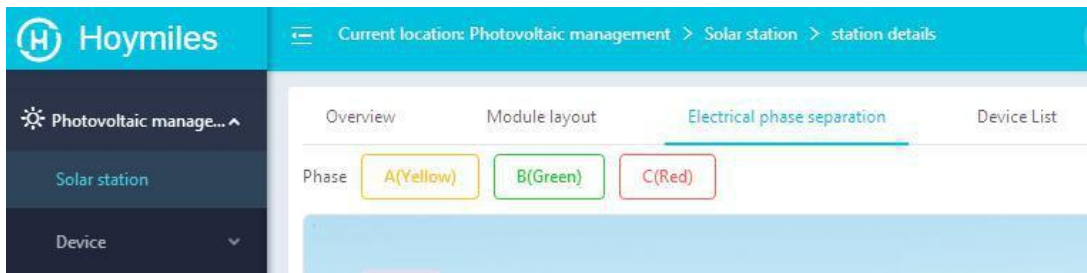 Hoymiles
Current location: Photovoltaic management > Solar station > station details
Photovoltaic manage...
Overview Module layout Electrical phase separation Device List
Solar station
Phase A(Yellow) B(Green) C(Red)
Device